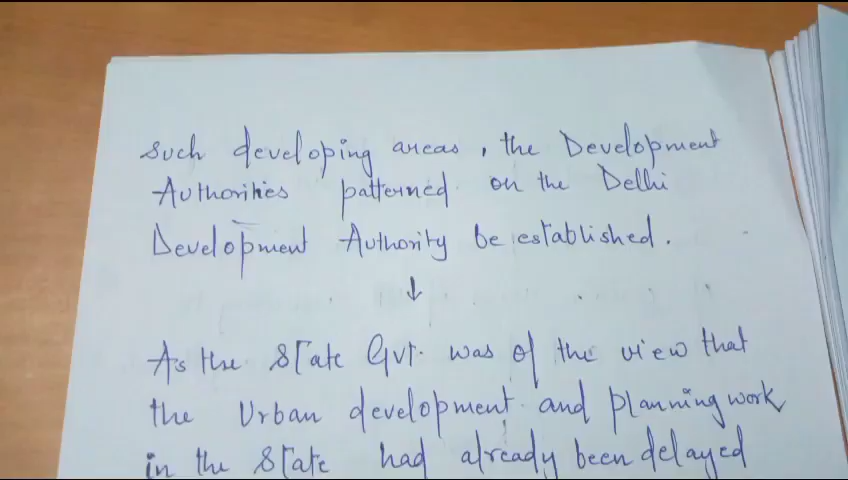 such developing areas, the Development
Authorities patterned on the Delhi
Development Authority be established.
↓
As the State Gvt. was of the view that
the Urban development and planning work
in the State had already been delayed